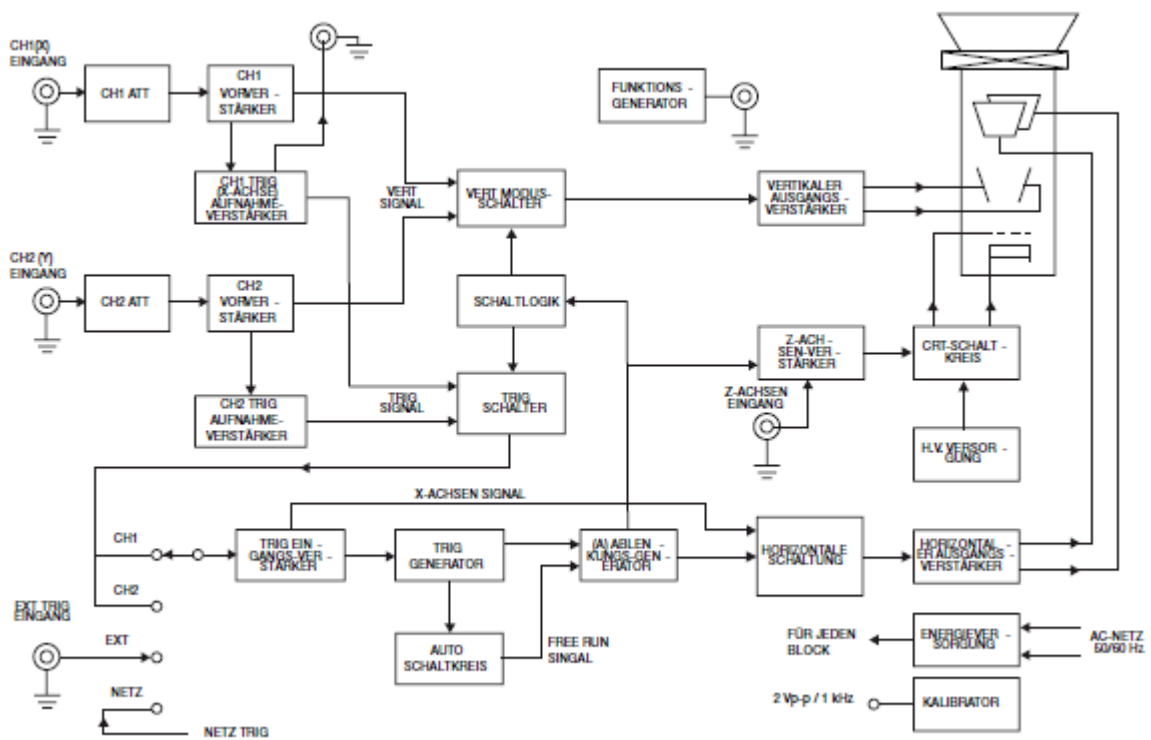 CH1(X)
EINGANG
CH1 ATT
CH1
VORVER -
STÄRKER
FUNKTIONS -
GENERATOR
CH1 TRIG
(X-ACHSE)
AUFNAHME-
VERSTÄRKER
VERT
SIGNAL
VERT MODUS-
SCHALTER
VERTIKALER
AUSGANGS -
VERSTÄRKER
CH2 (Y)
EINGANG
CH2 ATT
CH2
VORVER -
STÄRKER
SCHALTLOGIK
Z-ACH -
SEN-VER -
STÄRKER
CRT-SCHALT -
KREIS
CH2 TRIG
AUFNAHME-
VERSTÄRKER
TRIG
SIGNAL
TRIG
SCHALTER
Z-ACHSEN
EINGANG
H.V. VERSOR -
GUNG
X-ACHSEN SIGNAL
CH1
TRIG EIN -
GANGS-VER -
STÄRKER
TRIG
GENERATOR
(A) ABLEN -
KUNGS-GEN -
ERATOR
HORIZONTALE
SCHALTUNG
HORIZONTAL -
ER AUSGANGS -
VERSTÄRKER
CH2
EXT TRIG
EINGANG
EXT
AUTO
SCHALTKREIS
FREE RUN
SINGAL
FÜR JEDEN
BLOCK
ENERGIEVER -
SORGUNG
AC-NETZ
50/60 Hz.
NETZ
NETZ TRIG
2 Vp-p / 1 kHz
KALIBRATOR